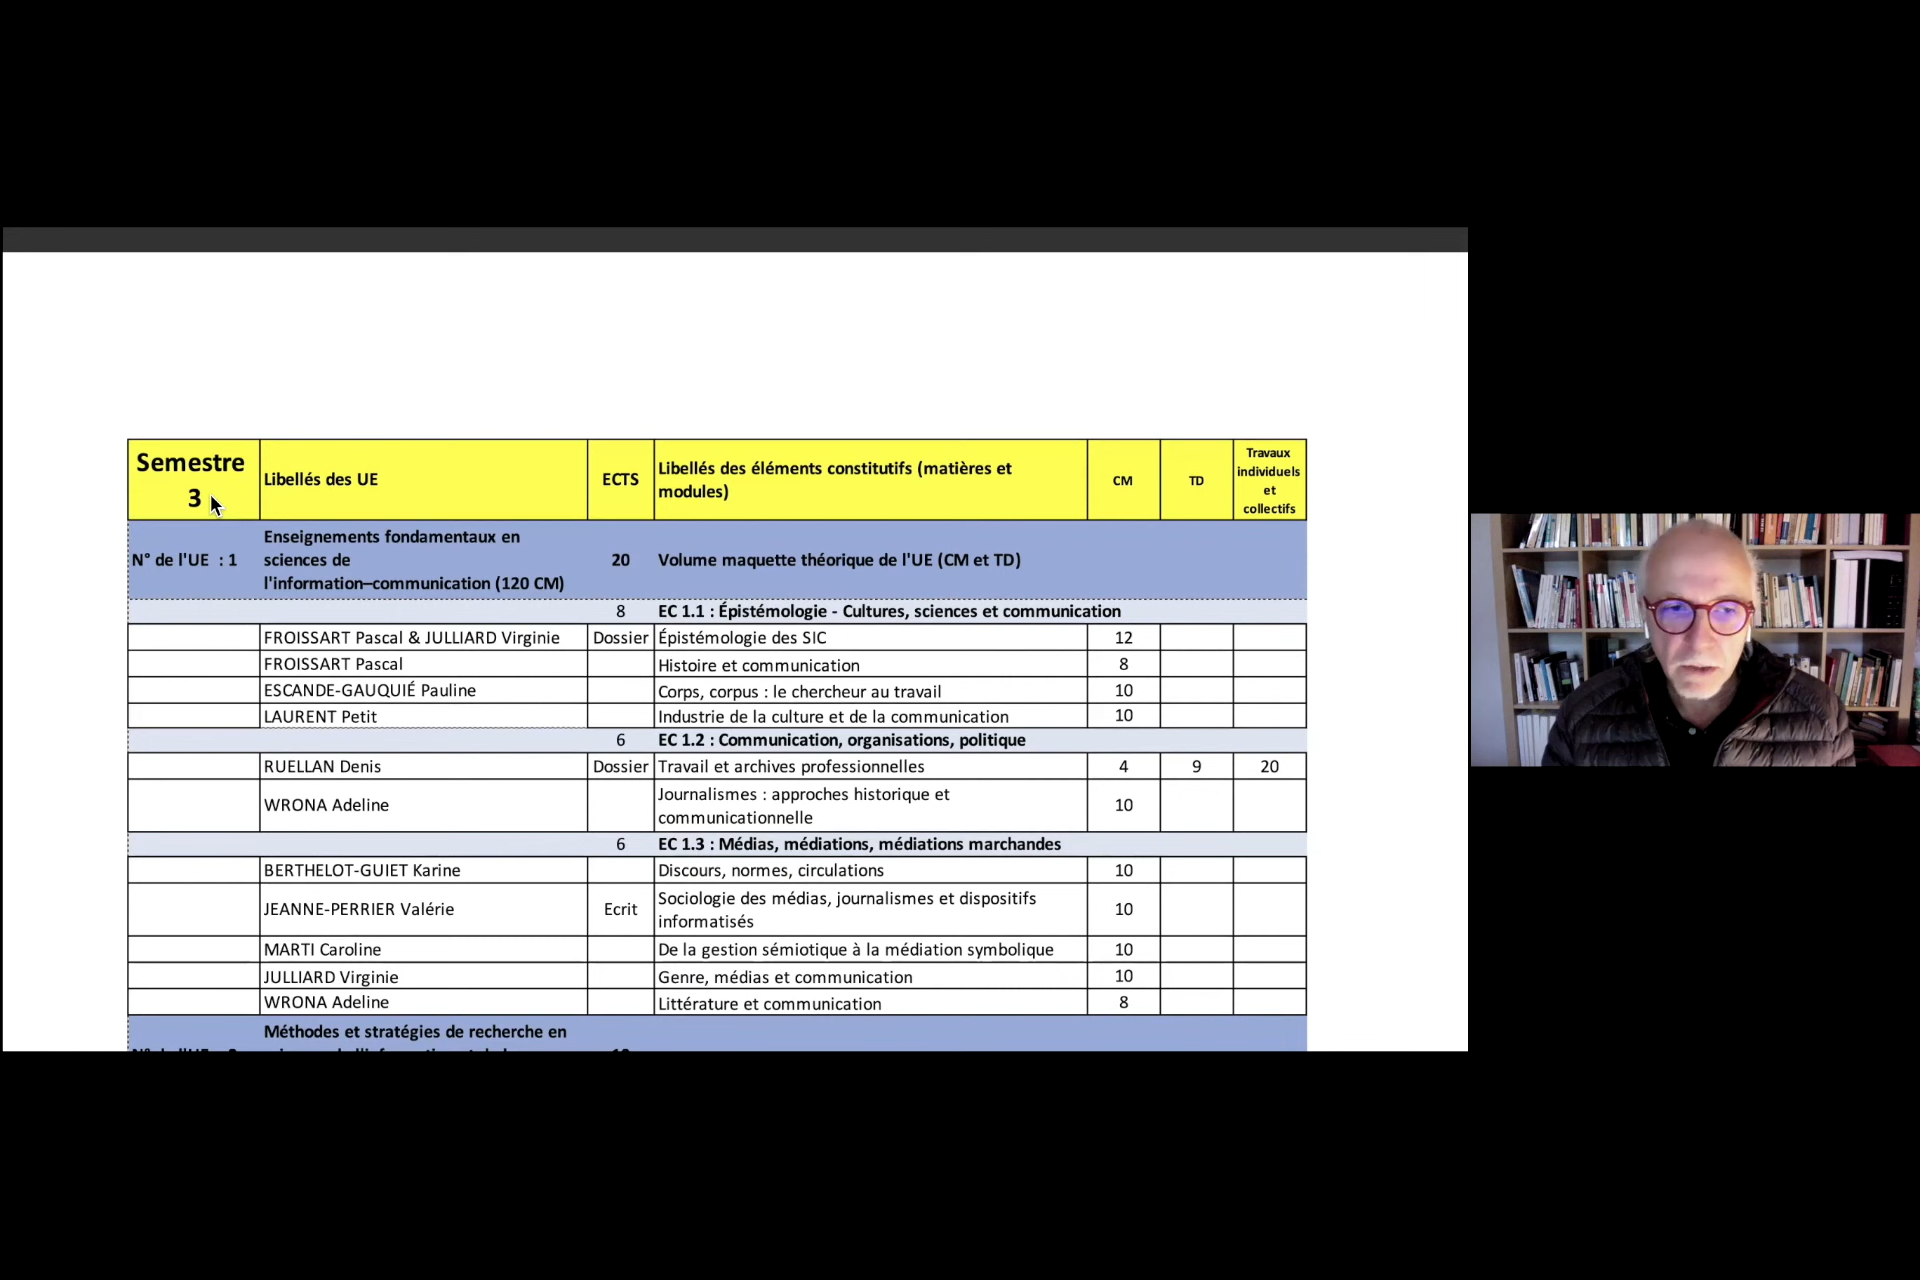 Semestre
3
Libellés des UE
ECTS
Libellés des éléments constitutifs (matières et
modules)
CM
TD
Travaux
individuels
et
collectifs
N° de l'UE : 1
Enseignements fondamentaux en
sciences de
l'information–communication (120 CM)
20
Volume maquette théorique de l'UE (CM et TD)
8 EC 1.1 : Épistémologie - Cultures, sciences et communication
FROISSART Pascal & JULLIARD Virginie Dossier Épistémologie des SIC 12
FROISSART Pascal Histoire et communication 8
ESCANDE-GAUQUIÉ Pauline Corps, corpus : le chercheur au travail 10
LAURENT Petit Industrie de la culture et de la communication 10
6 EC 1.2 : Communication, organisations, politique
RUELLAN Denis Dossier Travail et archives professionnelles 4 9 20
WRONA Adeline
Journalismes : approches historique et
communicationnelle
10
6 EC 1.3 : Médias, médiations, médiations marchandes
BERTHELOT-GUIET Karine Discours, normes, circulations 10
JEANNE-PERRIER Valérie Ecrit
Sociologie des médias, journalismes et dispositifs
informatisés
10
MARTI Caroline De la gestion sémiotique à la médiation symbolique 10
JULLIARD Virginie Genre, médias et communication 10
WRONA Adeline Littérature et communication 8
Méthodes et stratégies de recherche en